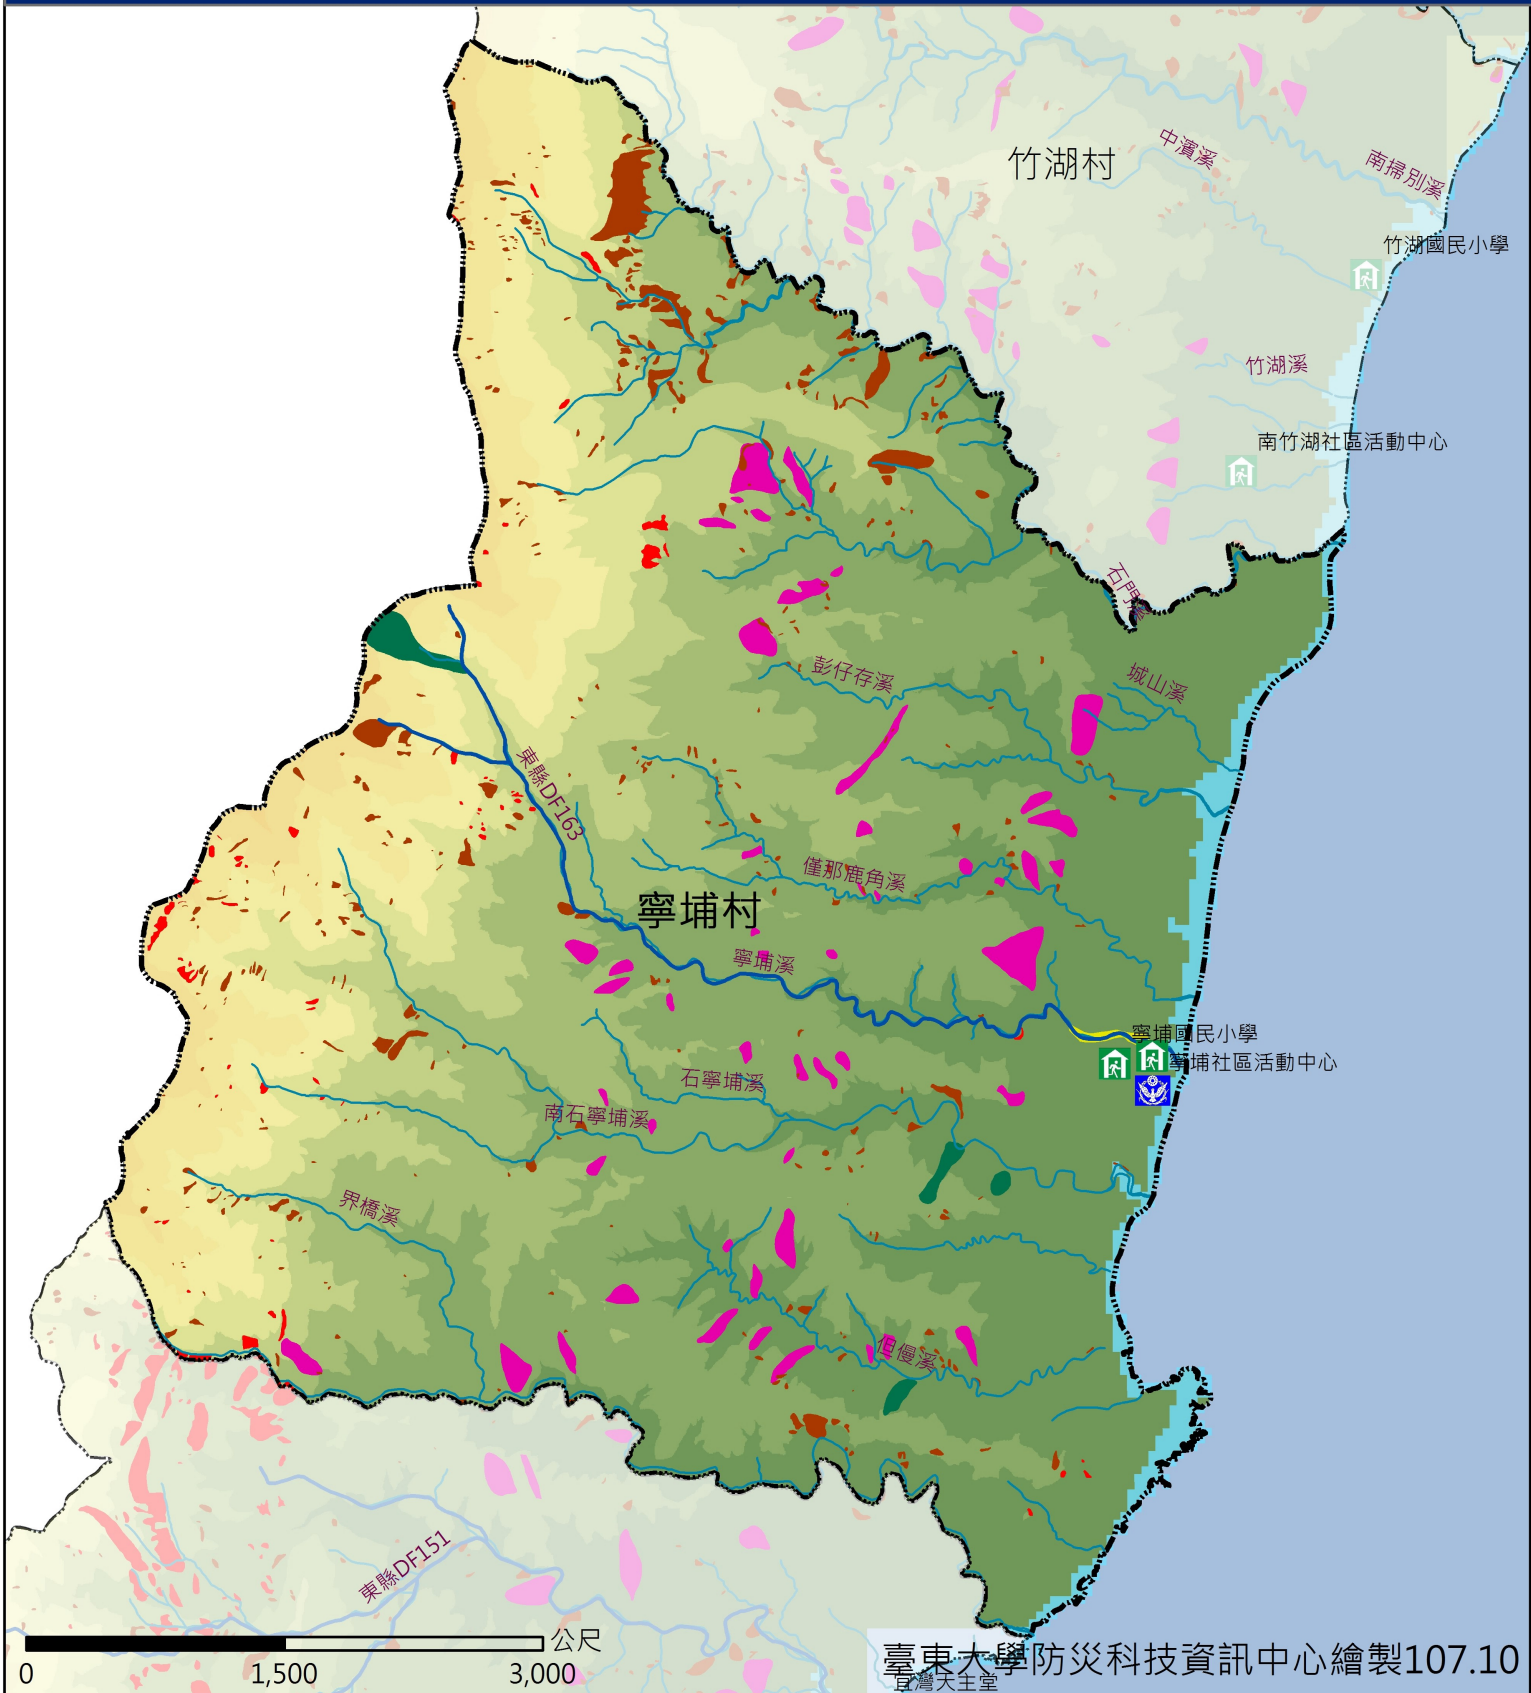 中濱溪
竹湖村
南掃別溪
竹湖國民小學
竹湖溪
南竹湖社區活動中心
石門溪
彭仔存溪
城山溪
東縣DF163
僅那鹿角溪
寧埔村
寧埔溪
寧埔國民小學
寧埔社區活動中心
石寧埔溪
南石寧埔溪
界橋溪
但僈溪
東縣DF151
公尺
0 1,500 3,000
臺東大學防災科技資訊中心繪製107.10
宜灣天主堂